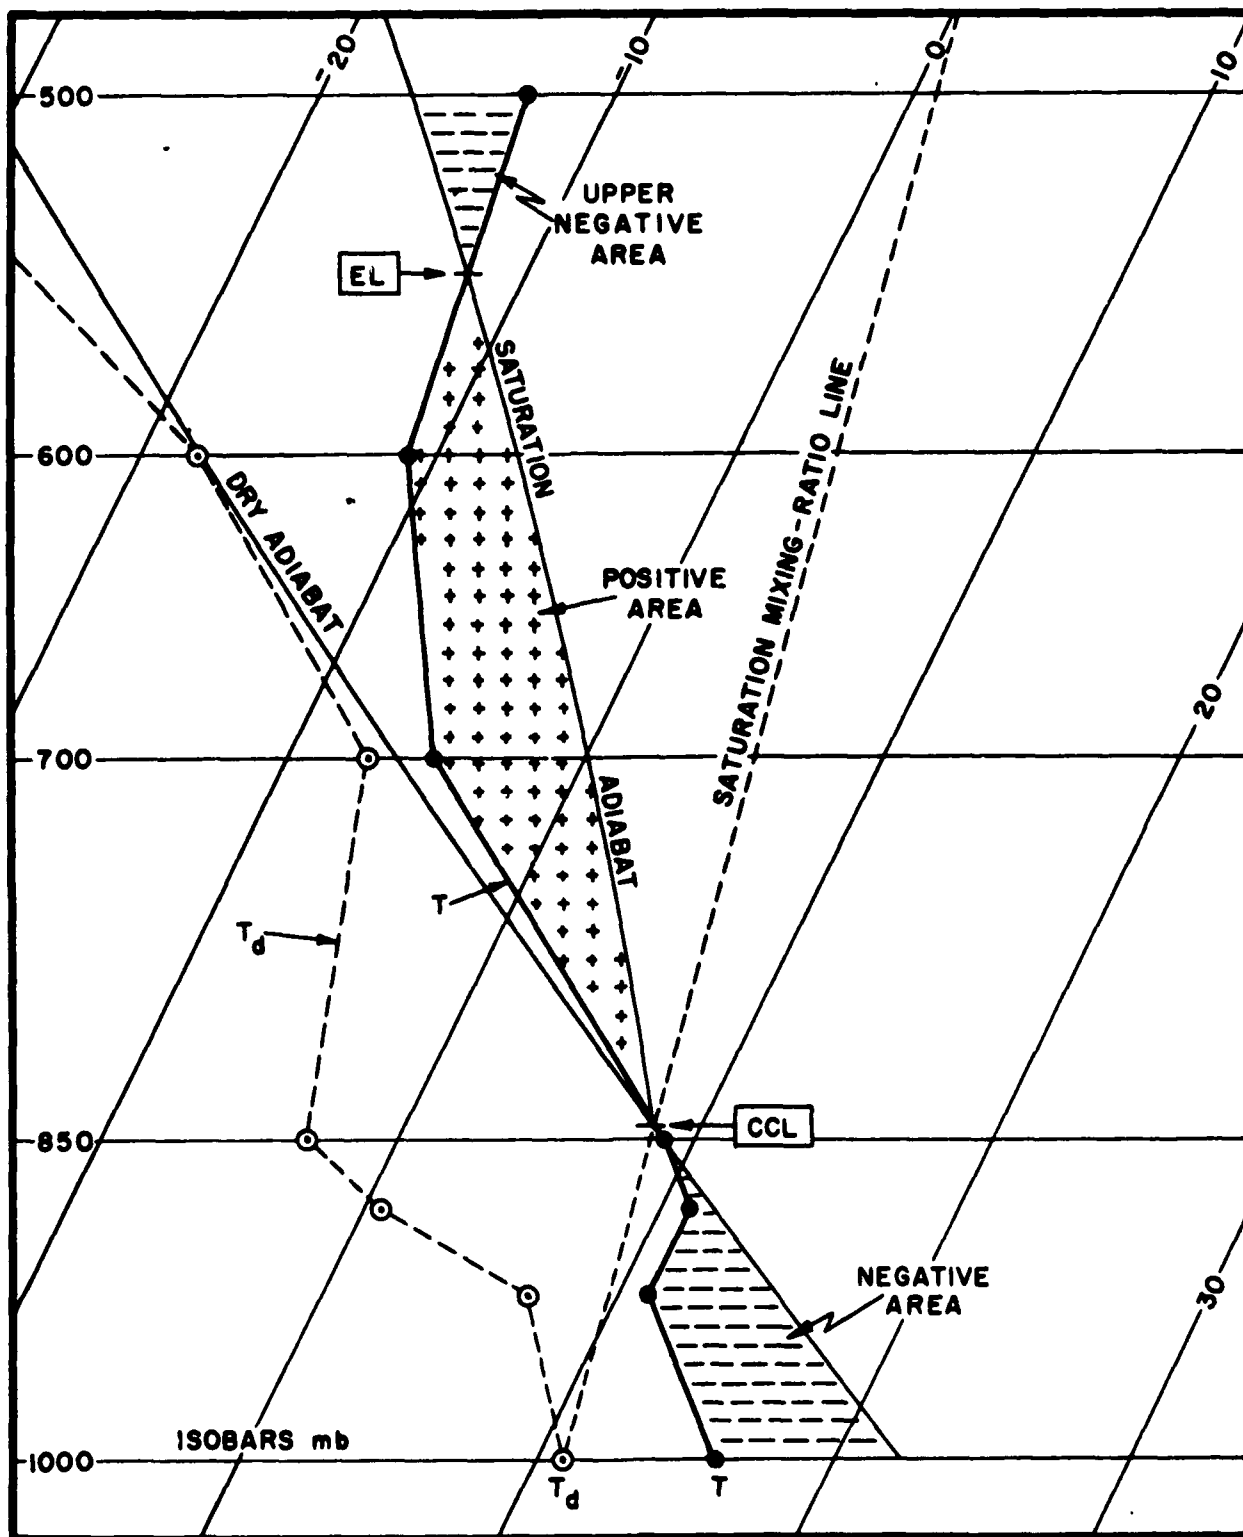 -20
-10
0
10
500
UPPER
NEGATIVE
AREA
EL
SATURATION
600
DRY ADIABAT
SATURATION MIXING-RATIO LINE
POSITIVE
AREA
20
700
ADIABAT
T
Td
CCL
850
NEGATIVE
AREA
30
ISOBARS mb
1000
Td
T